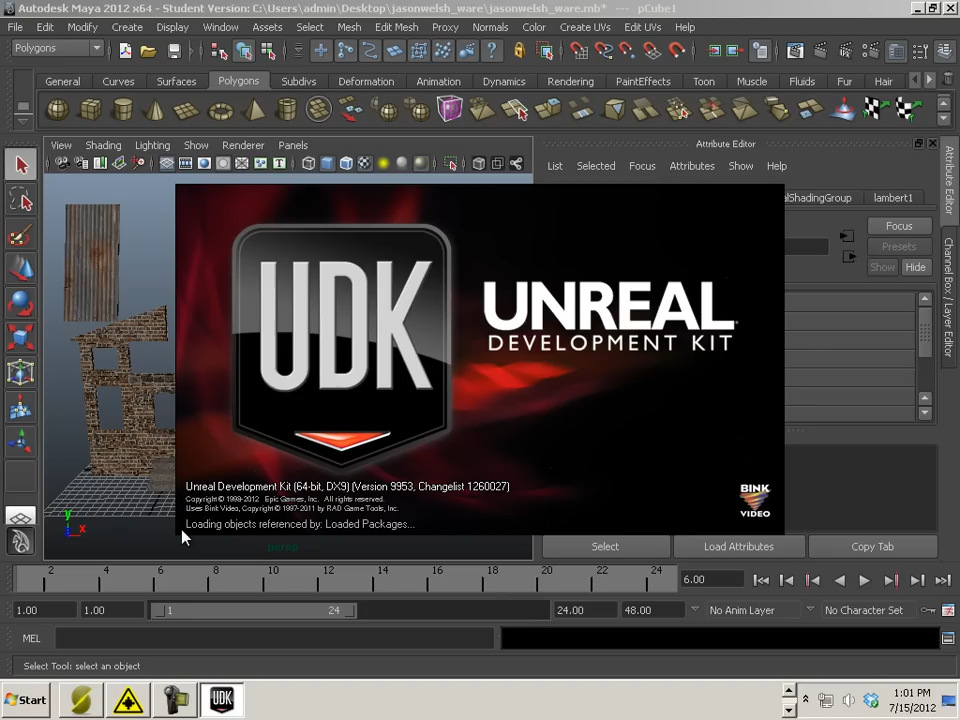 Autodesk Maya 2012 x64 - Student Version: C:\Users\admin\Desktop\jasonwelsh_ware\jasonwelsh_ware.mb* --- pCube1
File Edit Modify Create Display Window Assets Select Mesh Edit Mesh Proxy Normals Color Create UVs Edit UVs Help
Polygons
General Curves Surfaces Polygons Subdivs Deformation Animation Dynamics Rendering PaintEffects Toon Muscle Fluids Fur Hair
View Shading Lighting Show Renderer Panels
Attribute Editor
List Selected Focus Attributes Show Help
alShadingGroup lambert1
Focus
Presets
Show Hide
Attribute Editor
Channel Box / Layer Editor
UDK
UNREAL
DEVELOPMENT KIT
Unreal Development Kit (64-bit, DX9) (Version 9953, Changelist 1260027)
Copyright © 1998-2012 Epic Games, Inc. All rights reserved.
Uses Bink Video, Copyright © 1997-2011 by RAD Game Tools, Inc.
Loading objects referenced by: Loaded Packages...
BINK
VIDEO
y
x
persp
Select Load Attributes Copy Tab
2 4 6 8 10 12 14 16 18 20 22 24
6.00
1.00 1.00 1 24 24.00 48.00 No Anim Layer No Character Set
MEL
Select Tool: select an object
Start
UDK
1:01 PM
7/15/2012